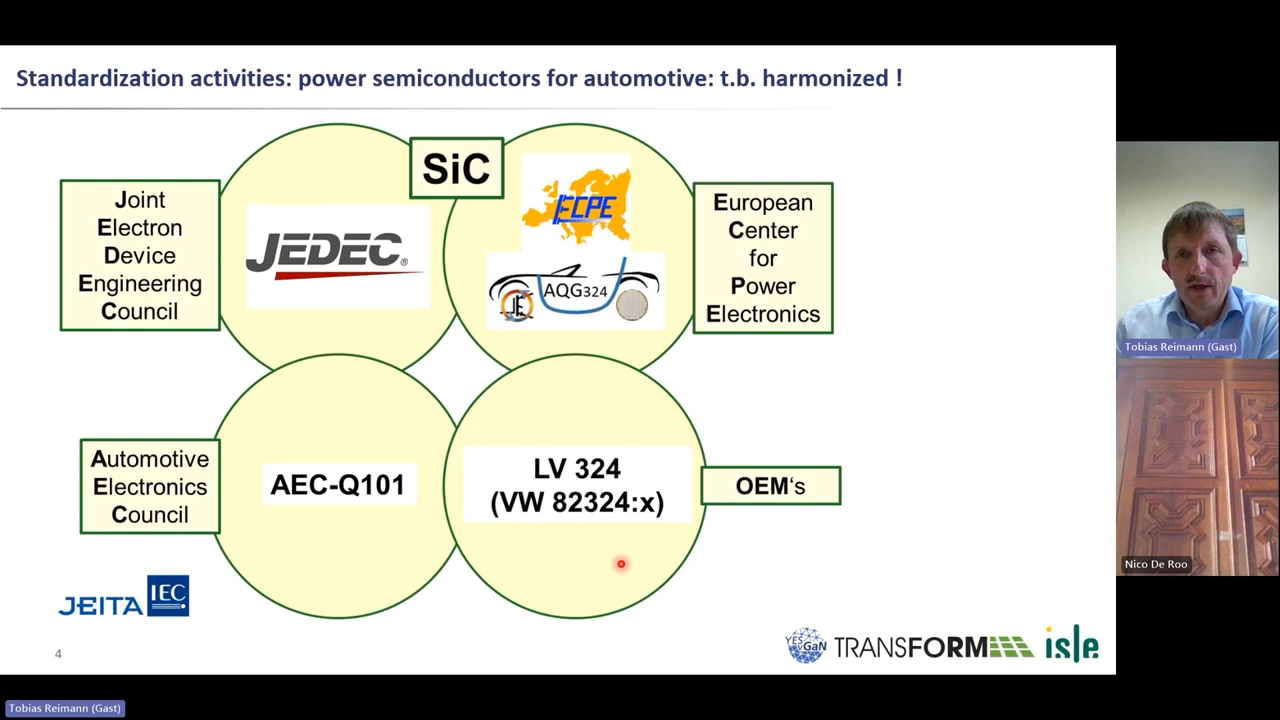 Standardization activities: power semiconductors for automotive: t.b. harmonized !
SiC
Joint
Electron
Device
Engineering
Council
JEDEC®
ECPE
AQG324
European
Center
for
Power
Electronics
Automotive
Electronics
Council
AEC-Q101
LV 324
(VW 82324:x)
OEM‘s
JEITA
IEC
4
YESvGaN
TRANSFORM
isle
Tobias Reimann (Gast)
Nico De Roo
Tobias Reimann (Gast)